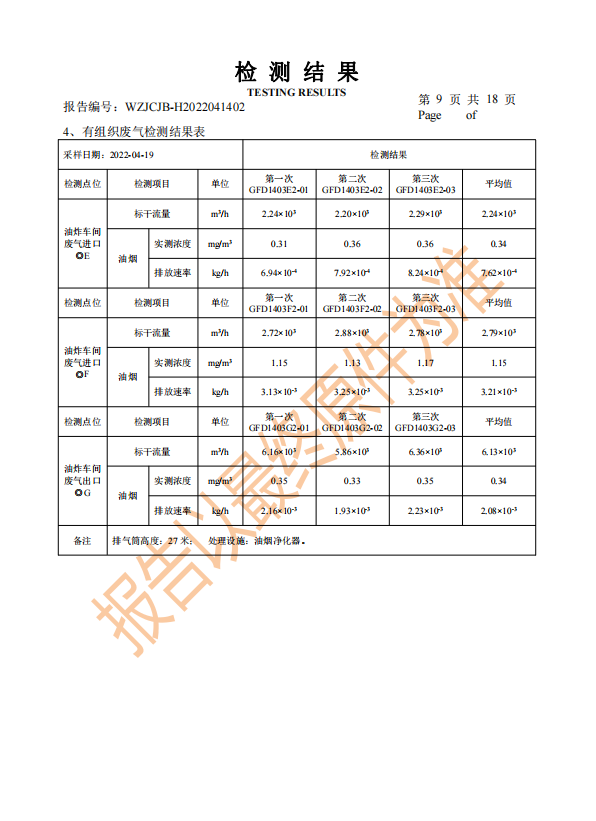 检 测 结 果
TESTING RESULTS
报告编号：WZJCJB-H2022041402
第 9 页 共 18 页
Page of
4、有组织废气检测结果表
采样日期：2022-04-19 检测结果
检测点位 检测项目 单位 第一次 GFD1403E2-01 第二次 GFD1403E2-02 第三次 GFD1403E2-03 平均值
油炸车间废气进口◎E
标干流量 m³/h 2.24×10³ 2.20×10³ 2.29×10³ 2.24×10³
油烟 实测浓度 mg/m³ 0.31 0.36 0.36 0.34
排放速率 kg/h 6.94×10⁻⁴ 7.92×10⁻⁴ 8.24×10⁻⁴ 7.62×10⁻⁴
检测点位 检测项目 单位 第一次 GFD1403F2-01 第二次 GFD1403F2-02 第三次 GFD1403F2-03 平均值
油炸车间废气进口◎F
标干流量 m³/h 2.72×10³ 2.88×10³ 2.78×10³ 2.79×10³
油烟 实测浓度 mg/m³ 1.15 1.13 1.17 1.15
排放速率 kg/h 3.13×10⁻³ 3.25×10⁻³ 3.25×10⁻³ 3.21×10⁻³
检测点位 检测项目 单位 第一次 GFD1403G2-01 第二次 GFD1403G2-02 第三次 GFD1403G2-03 平均值
油炸车间废气出口◎G
标干流量 m³/h 6.16×10³ 5.86×10³ 6.36×10³ 6.13×10³
油烟 实测浓度 mg/m³ 0.35 0.33 0.35 0.34
排放速率 kg/h 2.16×10⁻³ 1.93×10⁻³ 2.23×10⁻³ 2.08×10⁻³
备注 排气筒高度：27 米； 处理设施：油烟净化器。
报告以最终原件为准